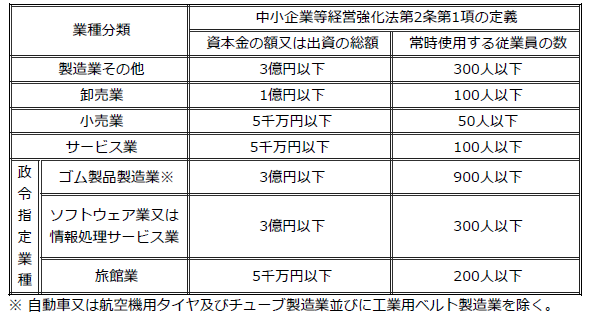 業種分類
中小企業等経営強化法第2条第1項の定義
資本金の額又は出資の総額 常時使用する従業員の数
製造業その他 3億円以下 300人以下
卸売業 1億円以下 100人以下
小売業 5千万円以下 50人以下
サービス業 5千万円以下 100人以下
政令指定業種
ゴム製品製造業※ 3億円以下 900人以下
ソフトウェア業又は
情報処理サービス業 3億円以下 300人以下
旅館業 5千万円以下 200人以下
※ 自動車又は航空機用タイヤ及びチューブ製造業並びに工業用ベルト製造業を除く。